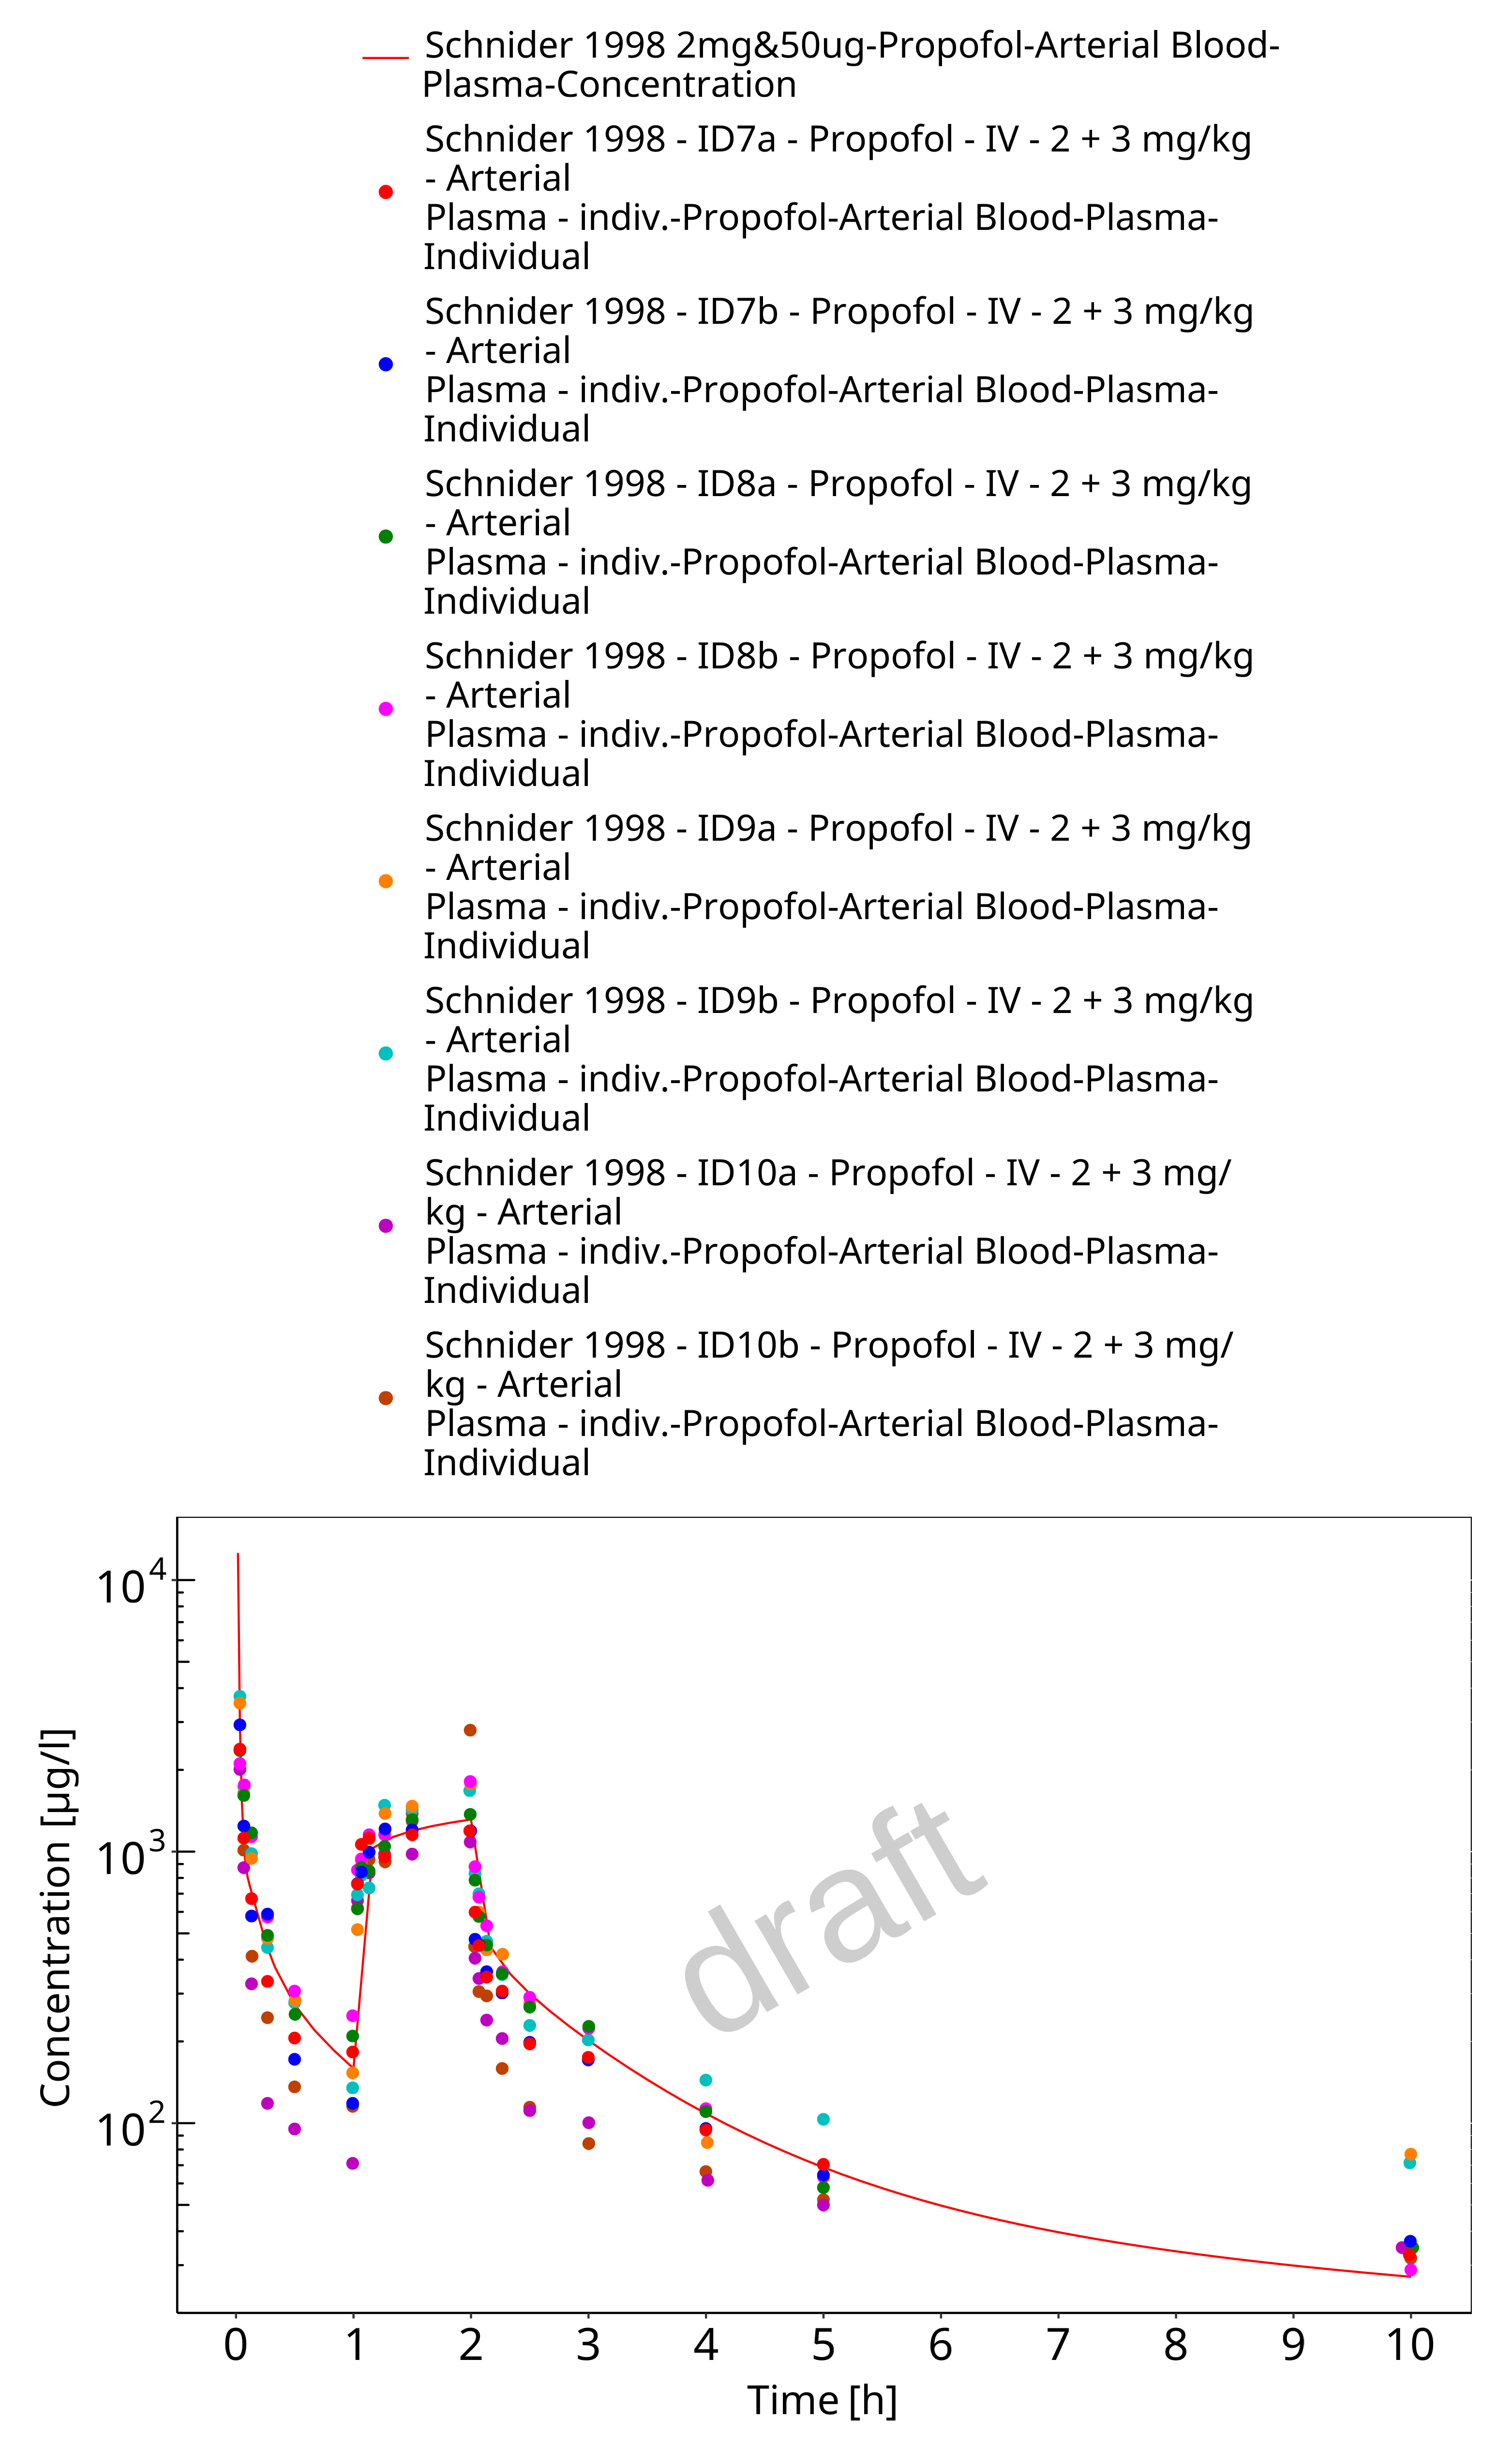 Schnider 1998 2mg&50ug-Propofol-Arterial Blood-
Plasma-Concentration
Schnider 1998 - ID7a - Propofol - IV - 2 + 3 mg/kg
- Arterial
Plasma - indiv.-Propofol-Arterial Blood-Plasma-
Individual
Schnider 1998 - ID7b - Propofol - IV - 2 + 3 mg/kg
- Arterial
Plasma - indiv.-Propofol-Arterial Blood-Plasma-
Individual
Schnider 1998 - ID8a - Propofol - IV - 2 + 3 mg/kg
- Arterial
Plasma - indiv.-Propofol-Arterial Blood-Plasma-
Individual
Schnider 1998 - ID8b - Propofol - IV - 2 + 3 mg/kg
- Arterial
Plasma - indiv.-Propofol-Arterial Blood-Plasma-
Individual
Schnider 1998 - ID9a - Propofol - IV - 2 + 3 mg/kg
- Arterial
Plasma - indiv.-Propofol-Arterial Blood-Plasma-
Individual
Schnider 1998 - ID9b - Propofol - IV - 2 + 3 mg/kg
- Arterial
Plasma - indiv.-Propofol-Arterial Blood-Plasma-
Individual
Schnider 1998 - ID10a - Propofol - IV - 2 + 3 mg/
kg - Arterial
Plasma - indiv.-Propofol-Arterial Blood-Plasma-
Individual
Schnider 1998 - ID10b - Propofol - IV - 2 + 3 mg/
kg - Arterial
Plasma - indiv.-Propofol-Arterial Blood-Plasma-
Individual
10^4
10^3
10^2
Concentration [µg/l]
draft
0 1 2 3 4 5 6 7 8 9 10
Time [h]